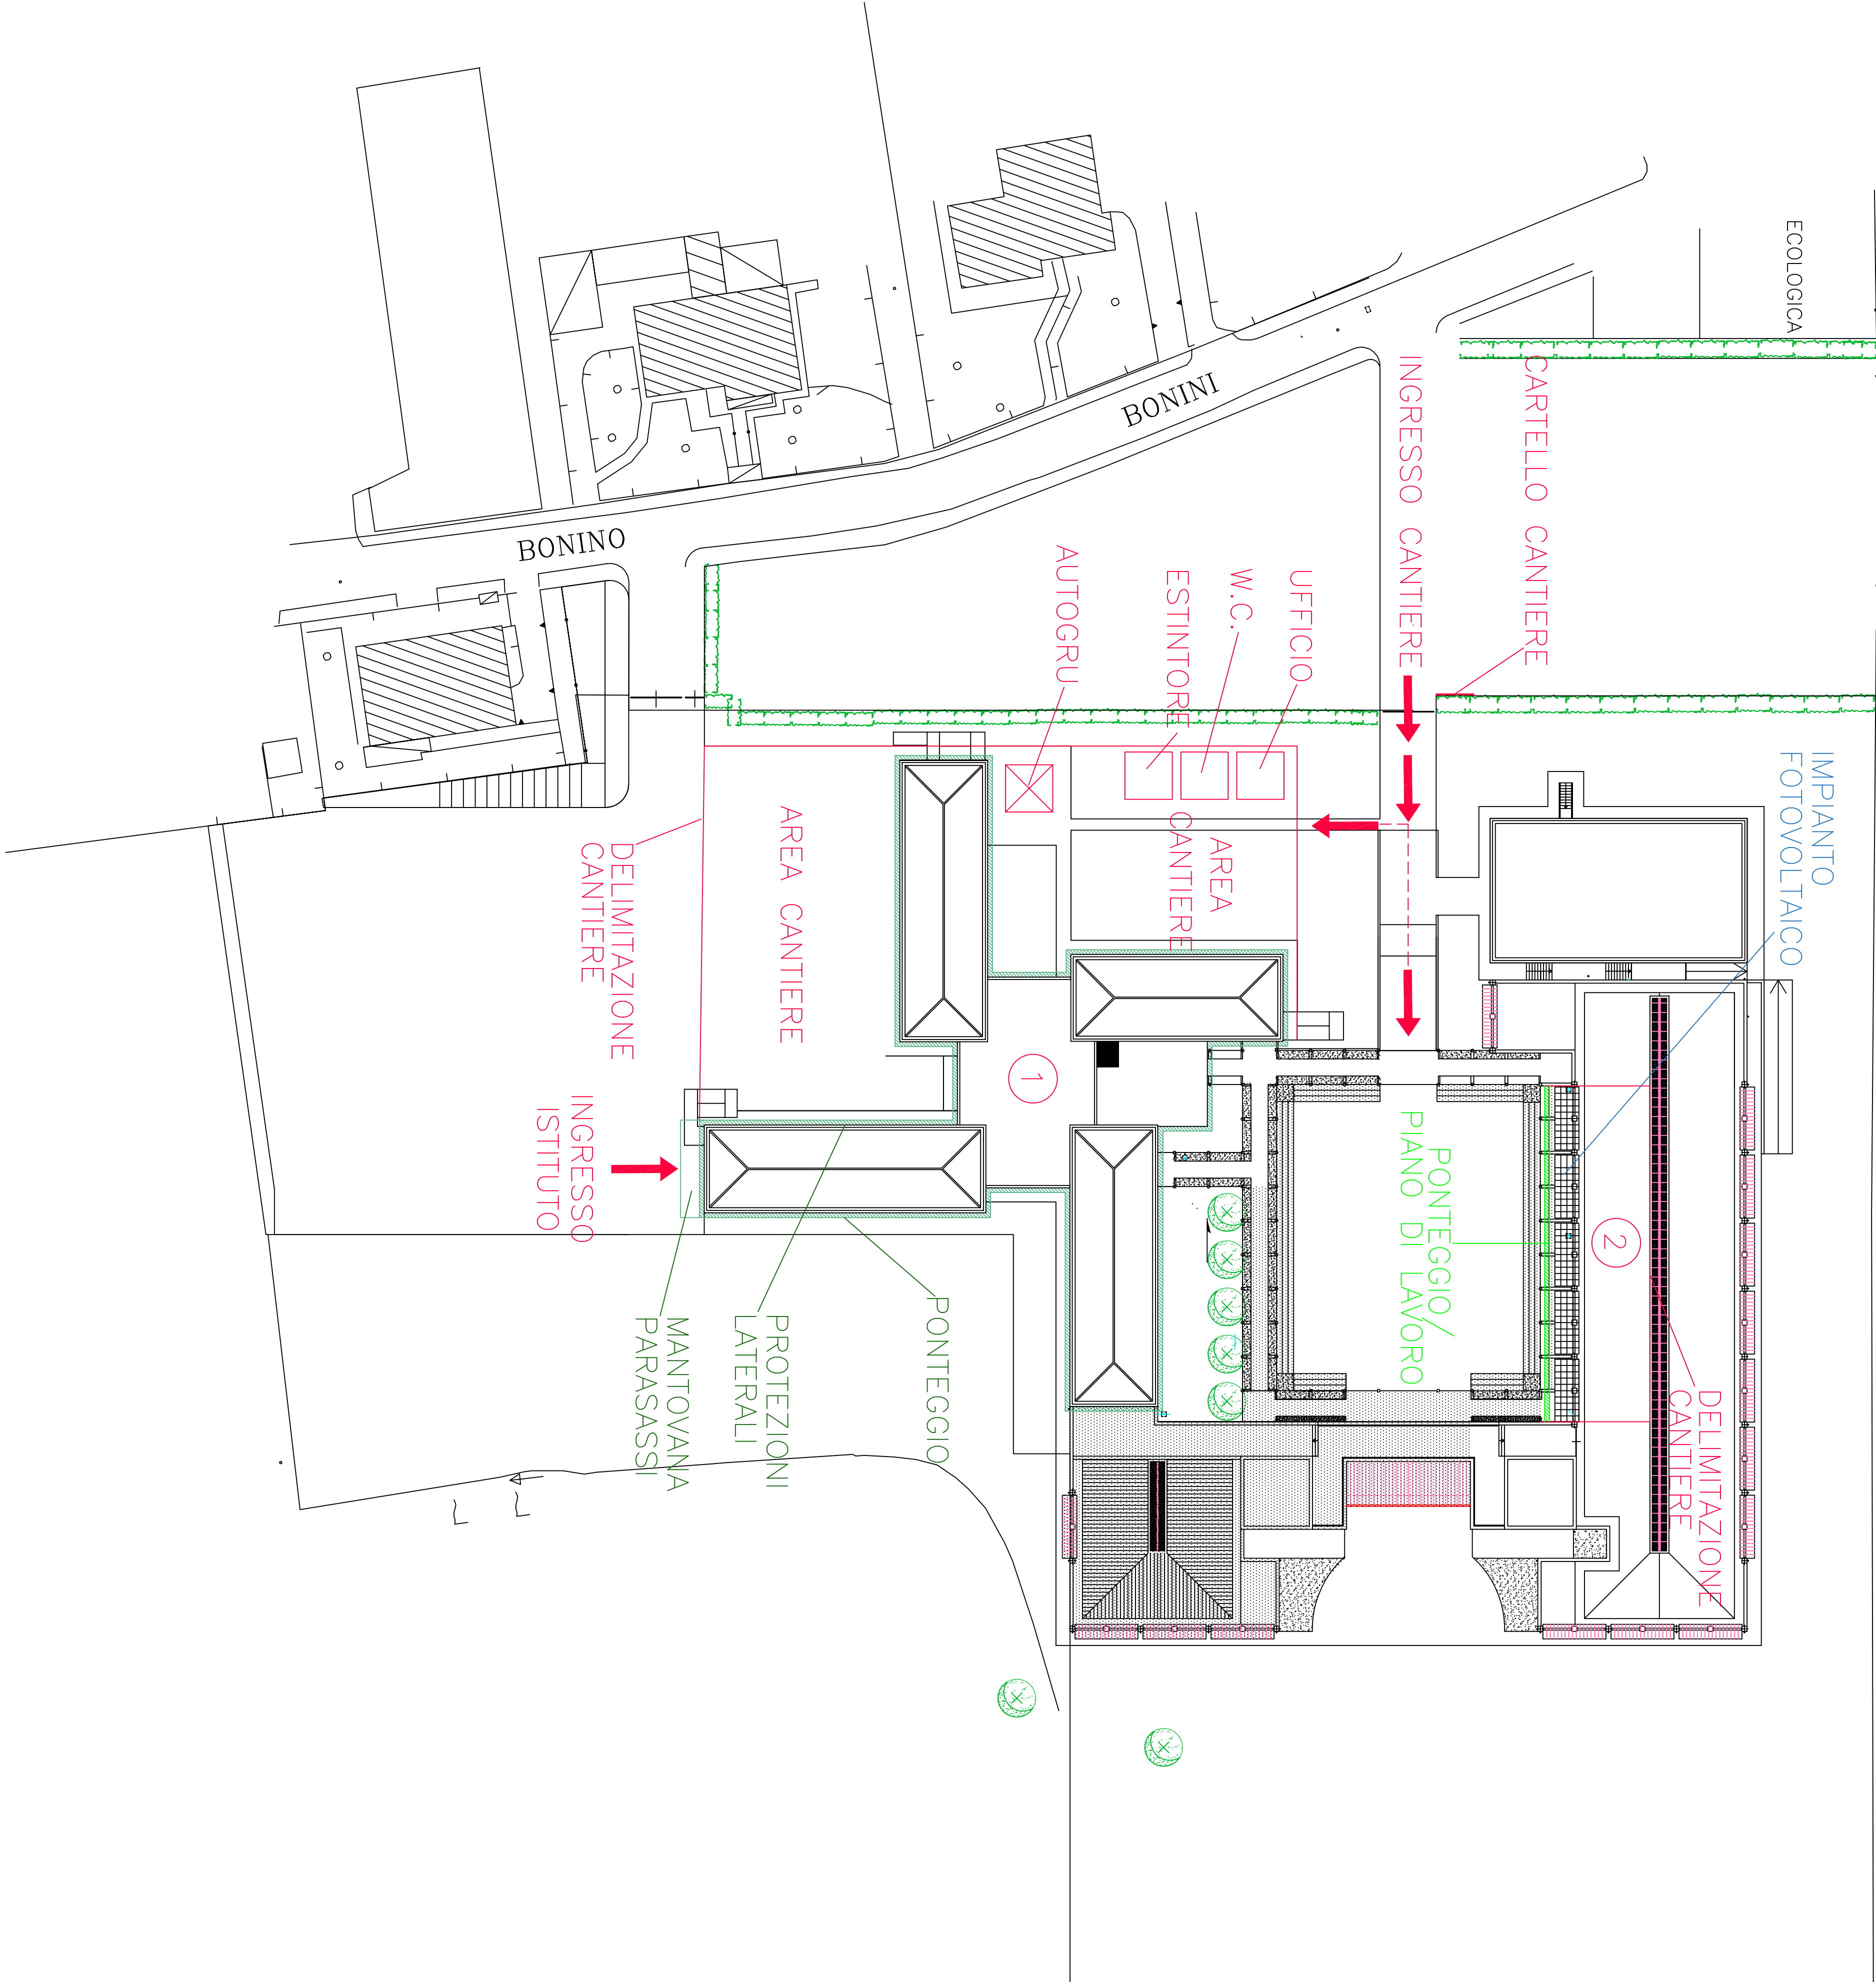 ECOLOGICA
BONINI
BONINO
CARTELLO CANTIERE
INGRESSO CANTIERE
UFFICIO
W.C.
ESTINTORE
AUTOGRU
IMPIANTO
FOTOVOLTAICO
AREA
CANTIERE
AREA CANTIERE
DELIMITAZIONE
CANTIERE
1
2
INGRESSO
ISTITUTO
PONTEGGIO/
PIANO DI LAVORO
DELIMITAZIONE
CANTIERE
PONTEGGIO
PROTEZIONI
LATERALI
MANTOVANA
PARASASSI